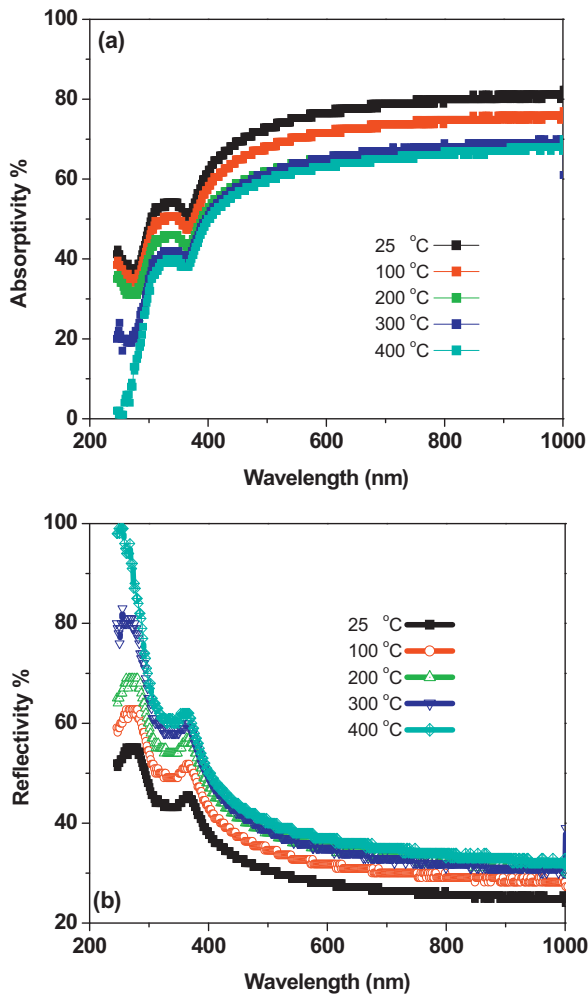 (a)
Absorptivity %
100
80
60
40
20
0
25 °C
100 °C
200 °C
300 °C
400 °C
200 400 600 800 1000
Wavelength (nm)
(b)
Reflectivity %
100
80
60
40
20
25 °C
100 °C
200 °C
300 °C
400 °C
200 400 600 800 1000
Wavelength (nm)